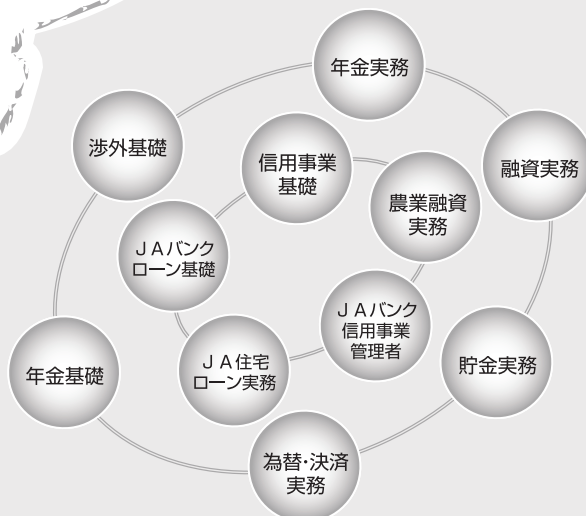 年金実務
渉外基礎
信用事業
基礎
融資実務
農業融資
実務
ＪＡバンク
ローン基礎
ＪＡバンク
信用事業
管理者
ＪＡ住宅
ローン実務
年金基礎
貯金実務
為替・決済
実務